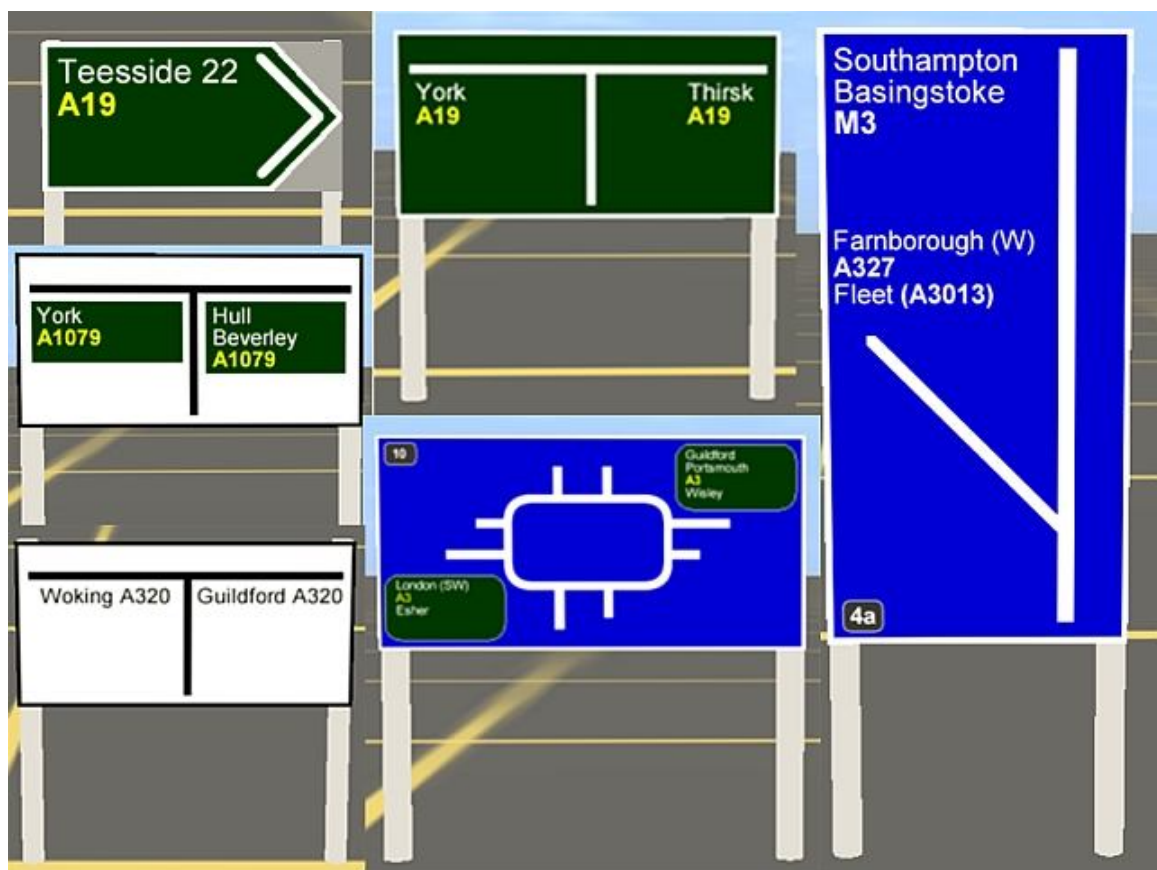 Teesside 22
A19
York
A19
Thirsk
A19
Southampton
Basingstoke
M3
Farnborough (W)
A327
Fleet (A3013)
4a
York
A1079
Hull
Beverley
A1079
10
Guildford
Portsmouth
A3
Wisley
London (SW)
A3
Esher
Woking A320
Guildford A320